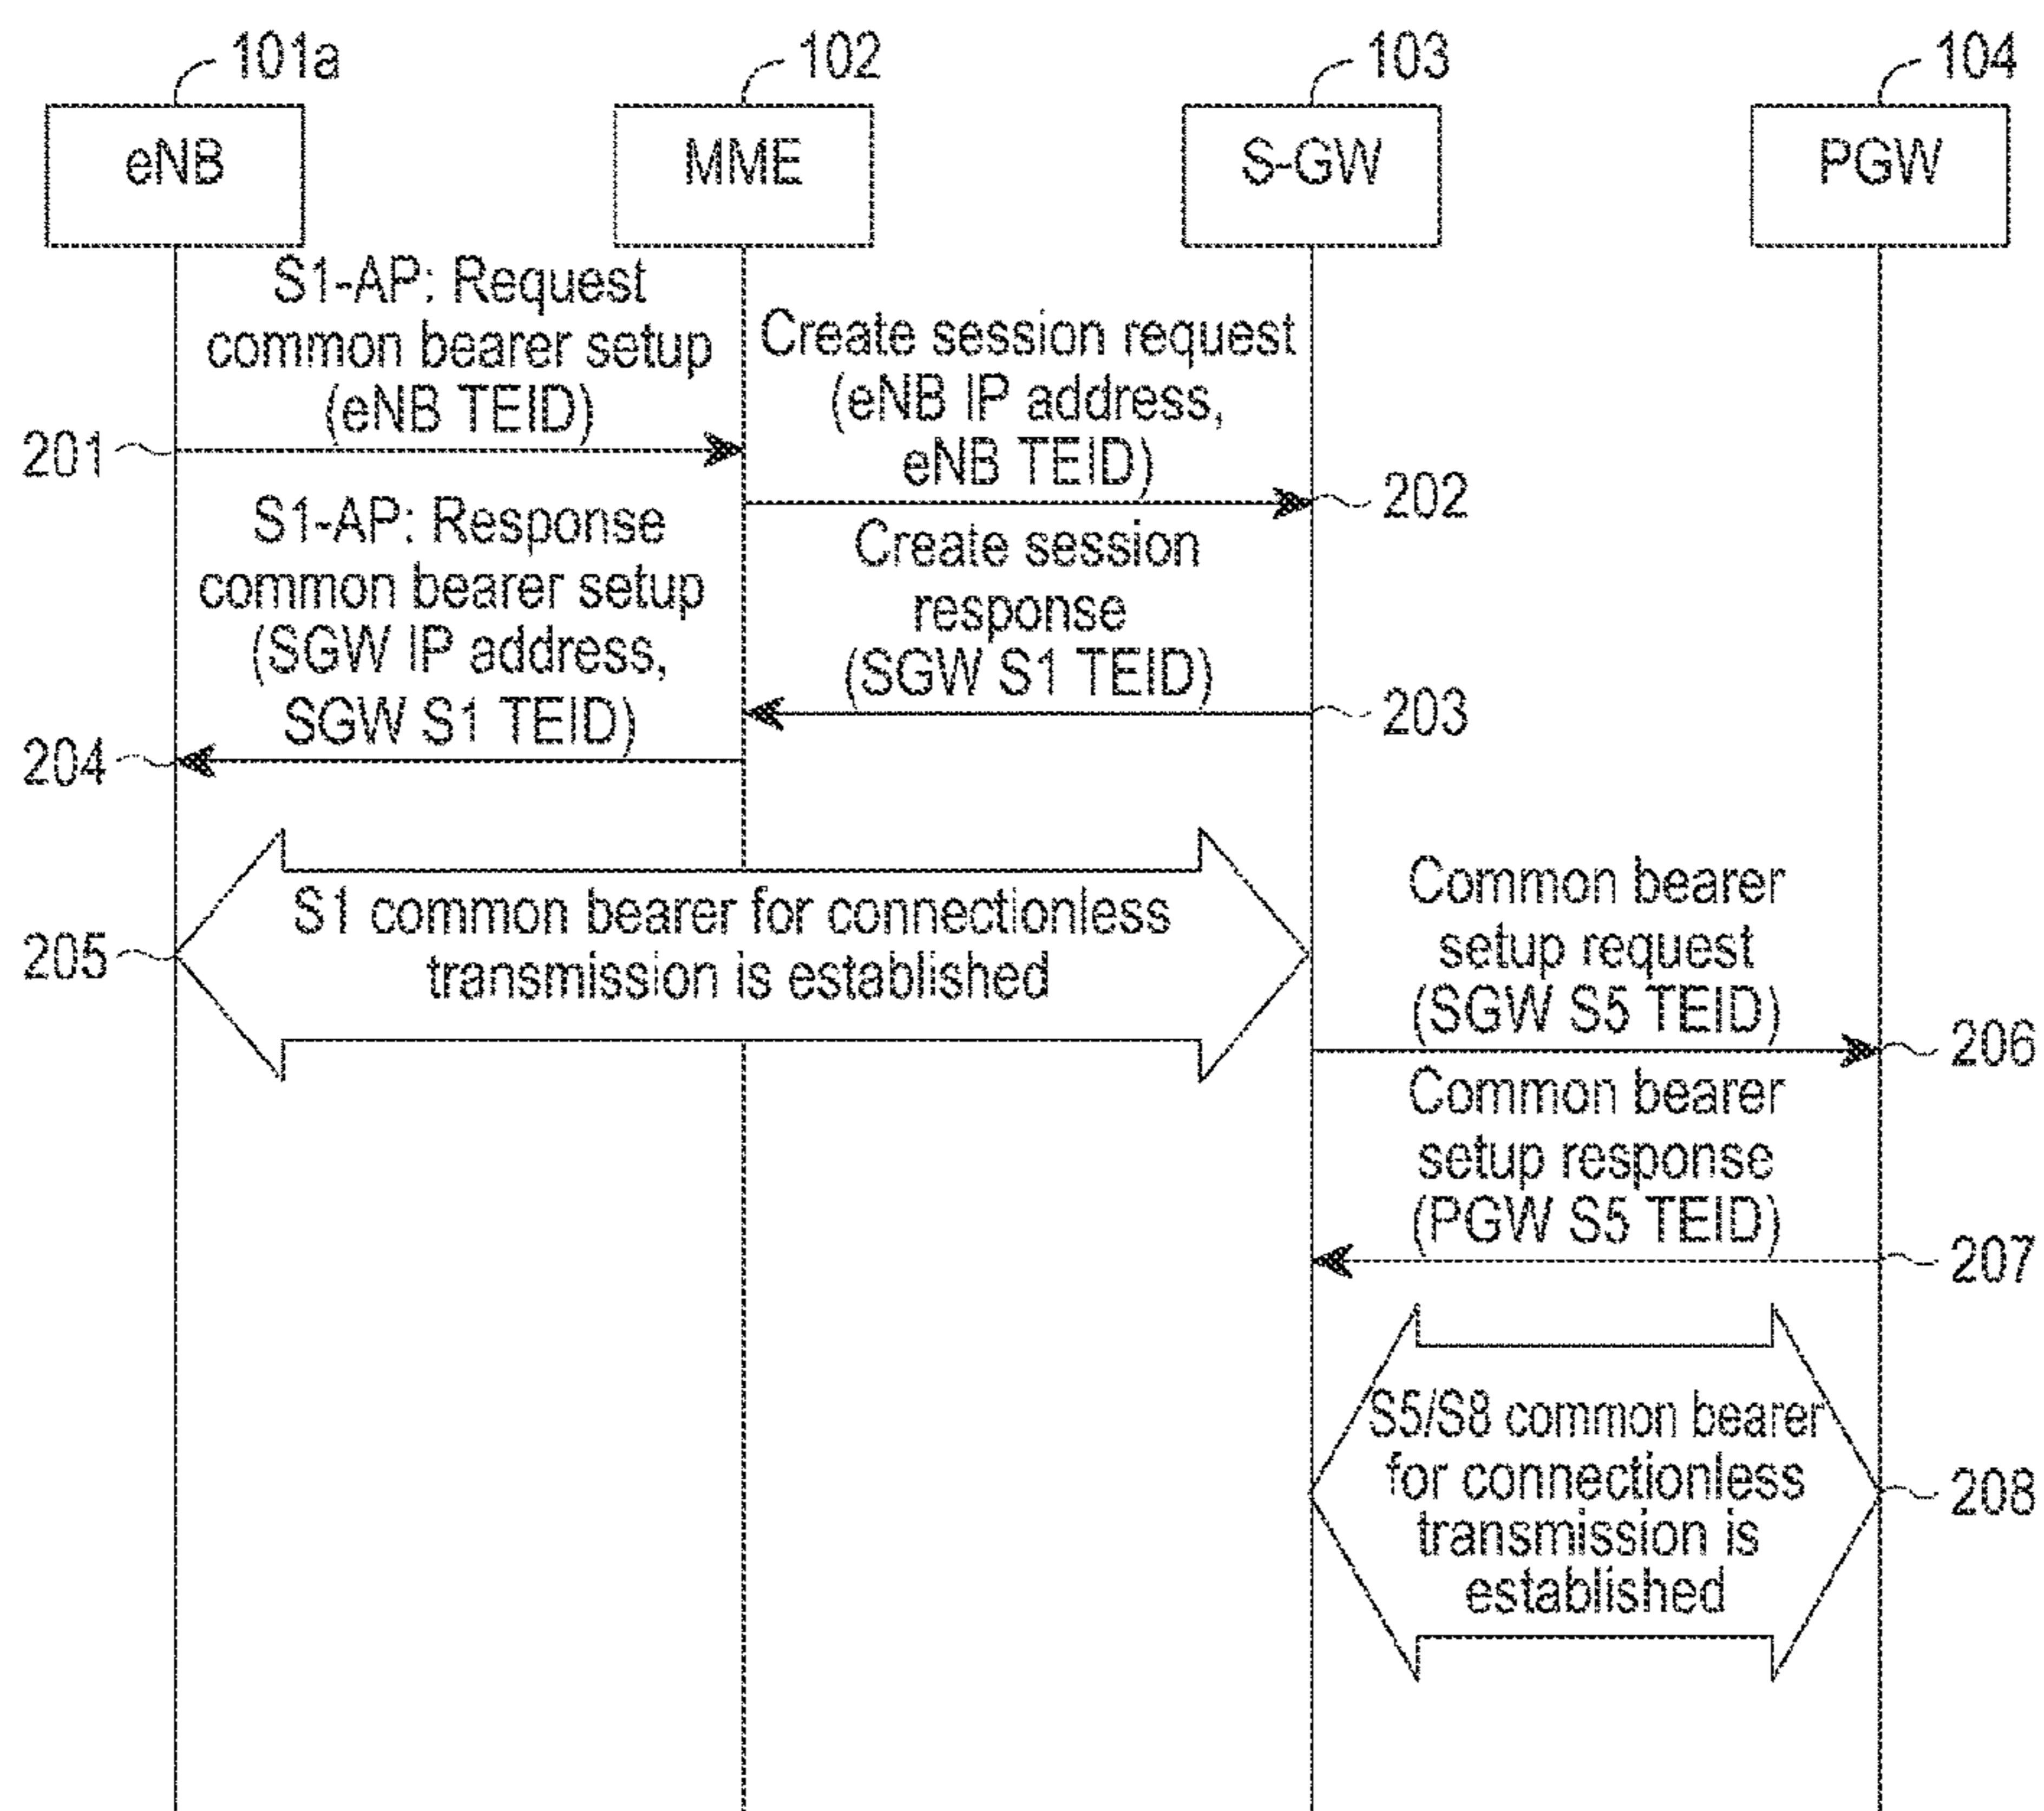 101a
102
103
104
eNB
MME
S-GW
PGW
S1-AP: Request
common bearer setup
(eNB TEID)
201
Create session request
(eNB IP address,
eNB TEID)
202
S1-AP: Response
common bearer setup
(SGW IP address,
SGW S1 TEID)
204
Create session
response
(SGW S1 TEID)
203
S1 common bearer for connectionless
transmission is established
205
Common bearer
setup request
(SGW S5 TEID)
206
Common bearer
setup response
(PGW S5 TEID)
207
S5/S8 common bearer
for connectionless
transmission is
established
208